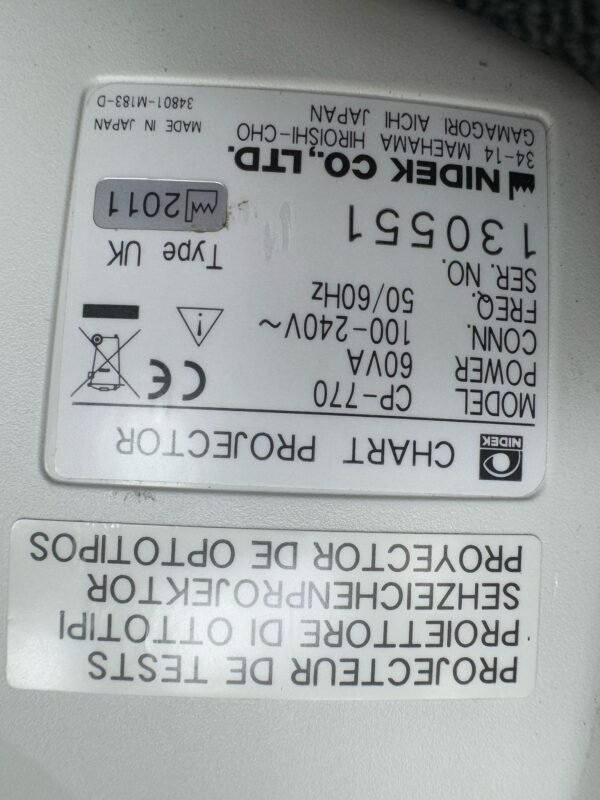 PROJECTEUR DE TESTS
PROIETTORE DI OTTOTIPI
SEHZEICHENPROJEKTOR
PROYECTOR DE OPTOTIPOS
NIDEK
CHART PROJECTOR
MODEL CP-770
POWER 60VA
CONN. 100-240V~
FREQ. 50/60Hz
SER. NO. Type UK
130551
2011
NIDEK CO., LTD.
34-14 MAEHAMA HIROISHI-CHO
GAMAGORI AICHI JAPAN
MADE IN JAPAN
34801-M183-D
CE